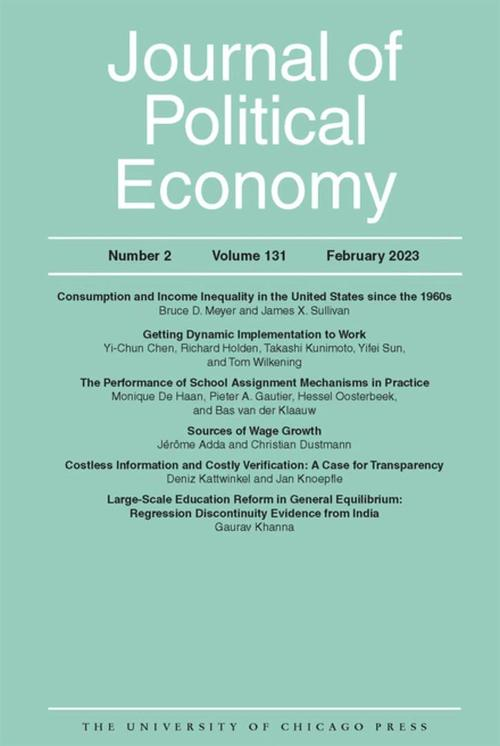 Journal of
Political
Economy
Number 2 Volume 131 February 2023
Consumption and Income Inequality in the United States since the 1960s
Bruce D. Meyer and James X. Sullivan
Getting Dynamic Implementation to Work
Yi-Chun Chen, Richard Holden, Takashi Kunimoto, Yifei Sun,
and Tom Wilkening
The Performance of School Assignment Mechanisms in Practice
Monique De Haan, Pieter A. Gautier, Hessel Oosterbeek,
and Bas van der Klaauw
Sources of Wage Growth
Jérôme Adda and Christian Dustmann
Costless Information and Costly Verification: A Case for Transparency
Deniz Kattwinkel and Jan Knoepfle
Large-Scale Education Reform in General Equilibrium:
Regression Discontinuity Evidence from India
Gaurav Khanna
THE UNIVERSITY OF CHICAGO PRESS